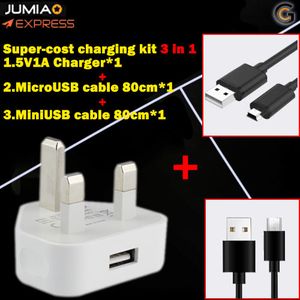 JUMIAO
EXPRESS
G
Super-cost charging kit 3 in 1
1.5V1A Charger*1
+
2.MicroUSB cable 80cm*1
+
3.MiniUSB cable 80cm*1
+